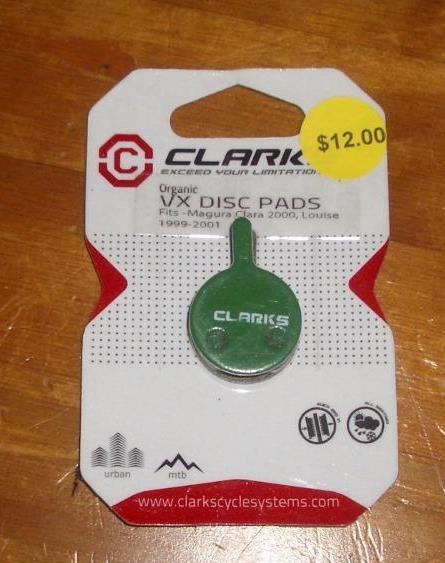 $12.00
CLARKS
EXCEED YOUR LIMITATION
Organic
VX DISC PADS
Fits -Magura Clara 2000, Louise
1999-2001
CLARKS
urban
mtb
www.clarkscyclesystems.com